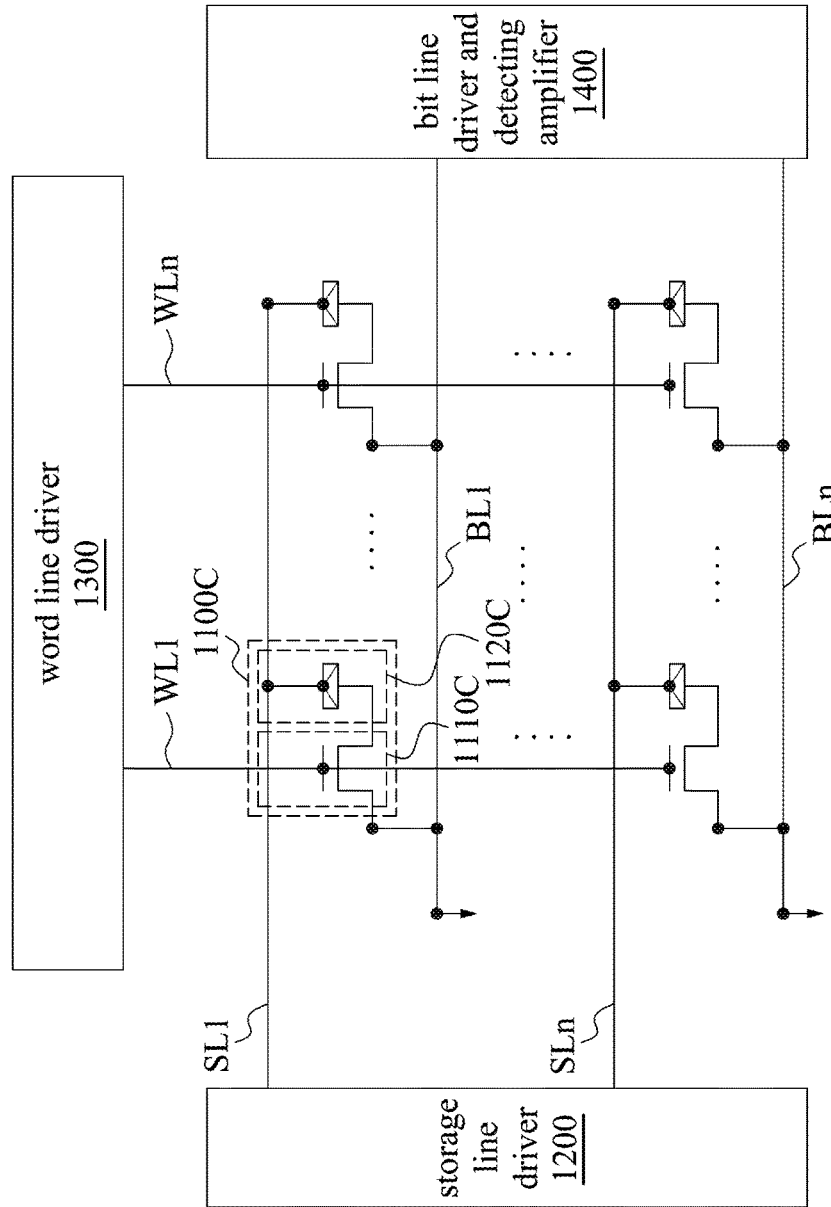 word line driver
1300
WL1
WLn
1100C
SL1
1110C
1120C
BL1
SLn
BLn
storage
line
driver
1200
bit line
driver and
detecting
amplifier
1400